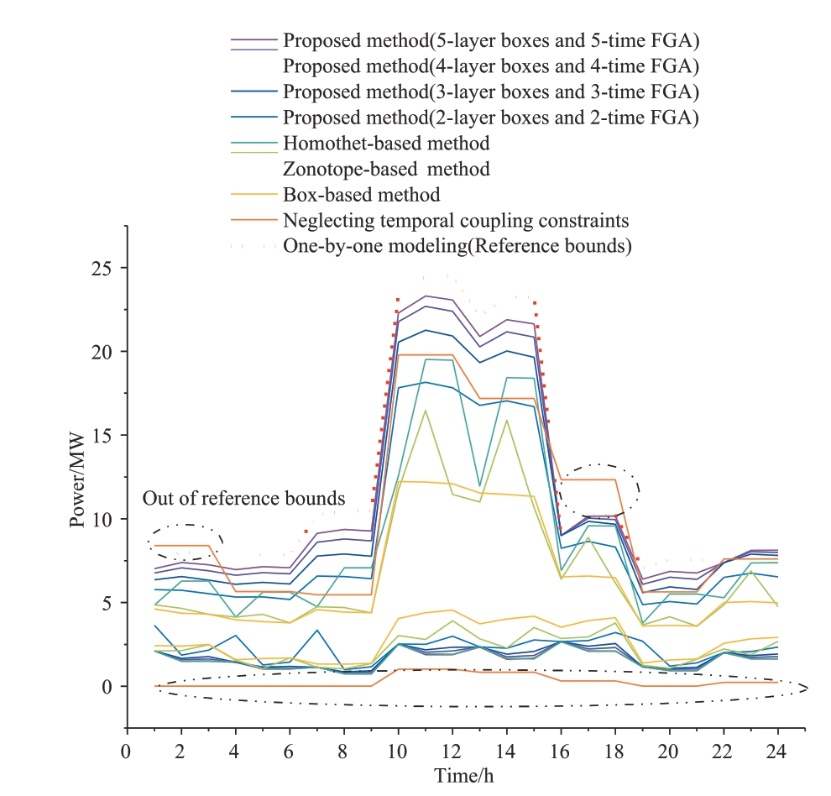 Proposed method(5-layer boxes and 5-time FGA)
Proposed method(4-layer boxes and 4-time FGA)
Proposed method(3-layer boxes and 3-time FGA)
Proposed method(2-layer boxes and 2-time FGA)
Homothet-based method
Zonotope-based method
Box-based method
Neglecting temporal coupling constraints
One-by-one modeling(Reference bounds)
25
20
15
10
5
0
Power/MW
Out of reference bounds
0 2 4 6 8 10 12 14 16 18 20 22 24
Time/h